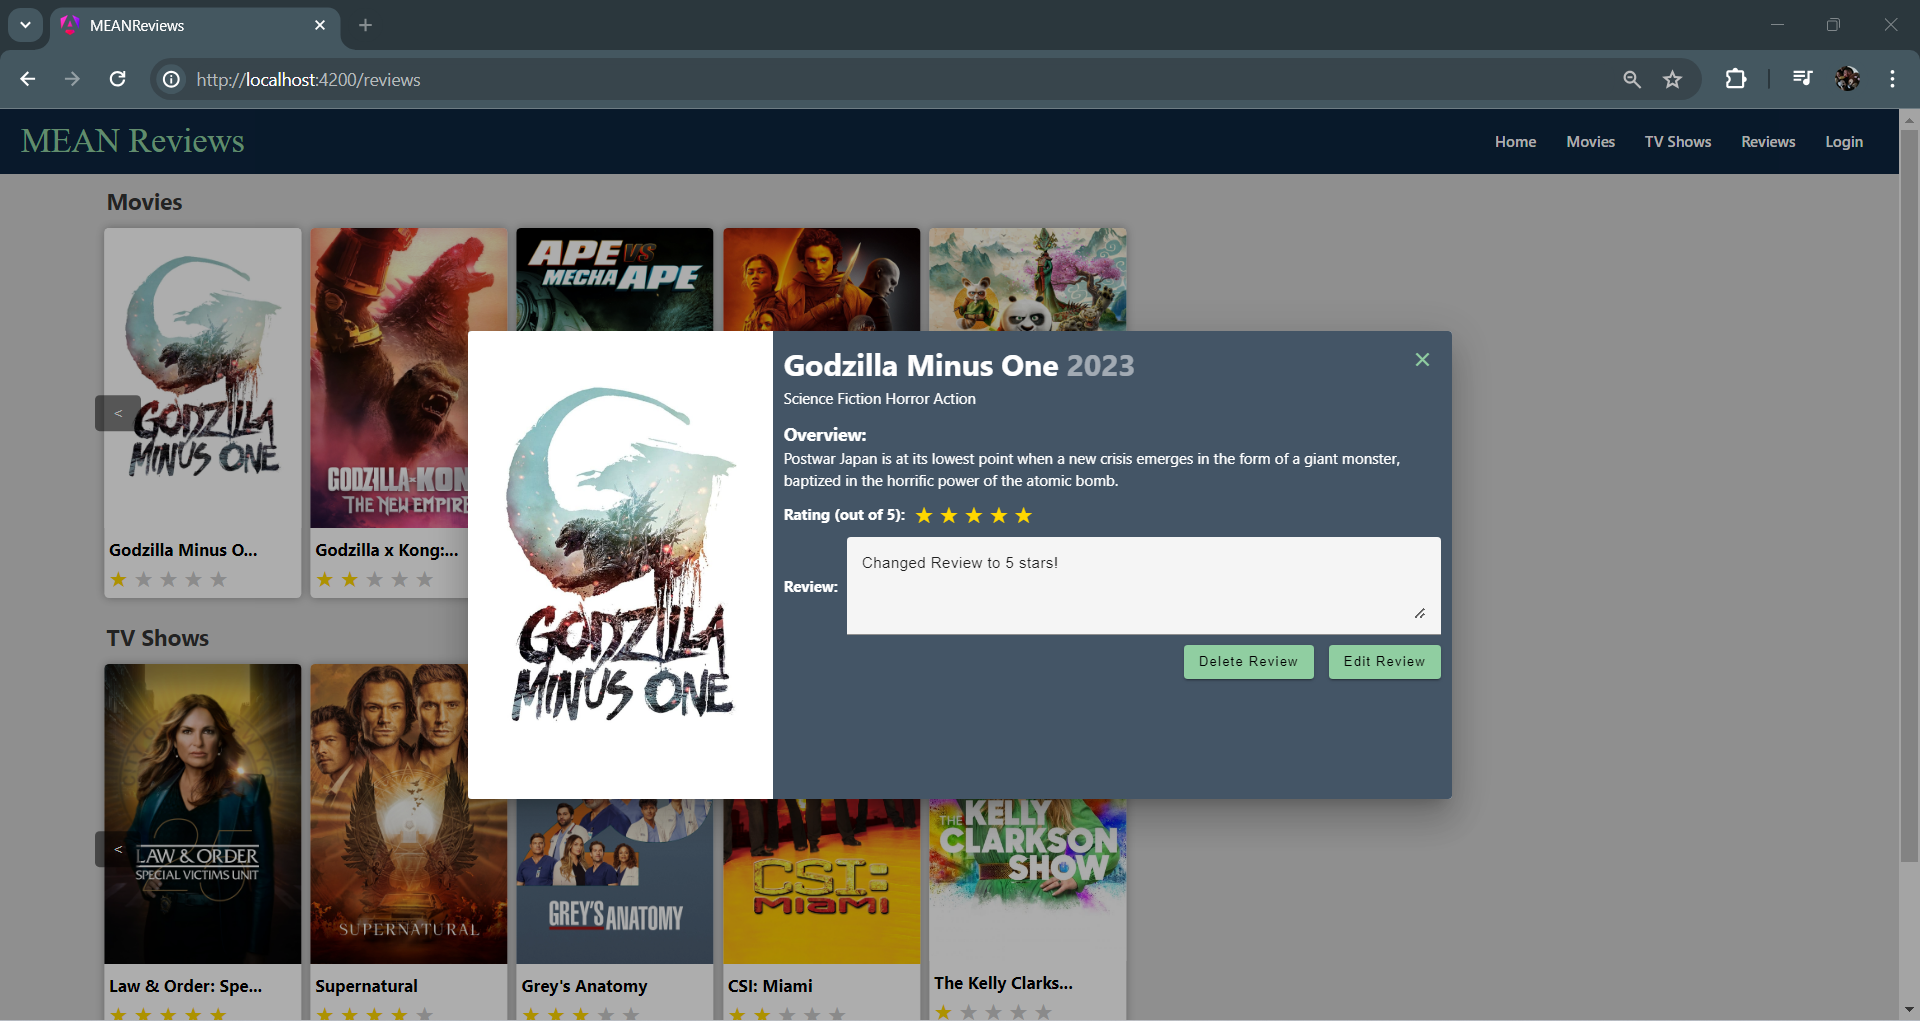 MEANReviews
http://localhost:4200/reviews
MEAN Reviews
Home
Movies
TV Shows
Reviews
Login
Movies
GODZILLA
MINUS ONE
<
GODZILLA x KON
THE NEW EMPIRE
APE VS
MECHA APE
Godzilla Minus O...
Godzilla x Kong:...
GODZILLA
MINUS ONE
Godzilla Minus One 2023
Science Fiction Horror Action
Overview:
Postwar Japan is at its lowest point when a new crisis emerges in the form of a giant monster,
baptized in the horrific power of the atomic bomb.
Rating (out of 5):
Review:
Changed Review to 5 stars!
Delete Review
Edit Review
TV Shows
<
25
LAW & ORDER
SPECIAL VICTIMS UNIT
SUPERNATURAL
GREY'S ANATOMY
CSI:
MIAMI
THE KELLY
CLARKSON
SHOW
Law & Order: Spe...
Supernatural
Grey's Anatomy
CSI: Miami
The Kelly Clarks...